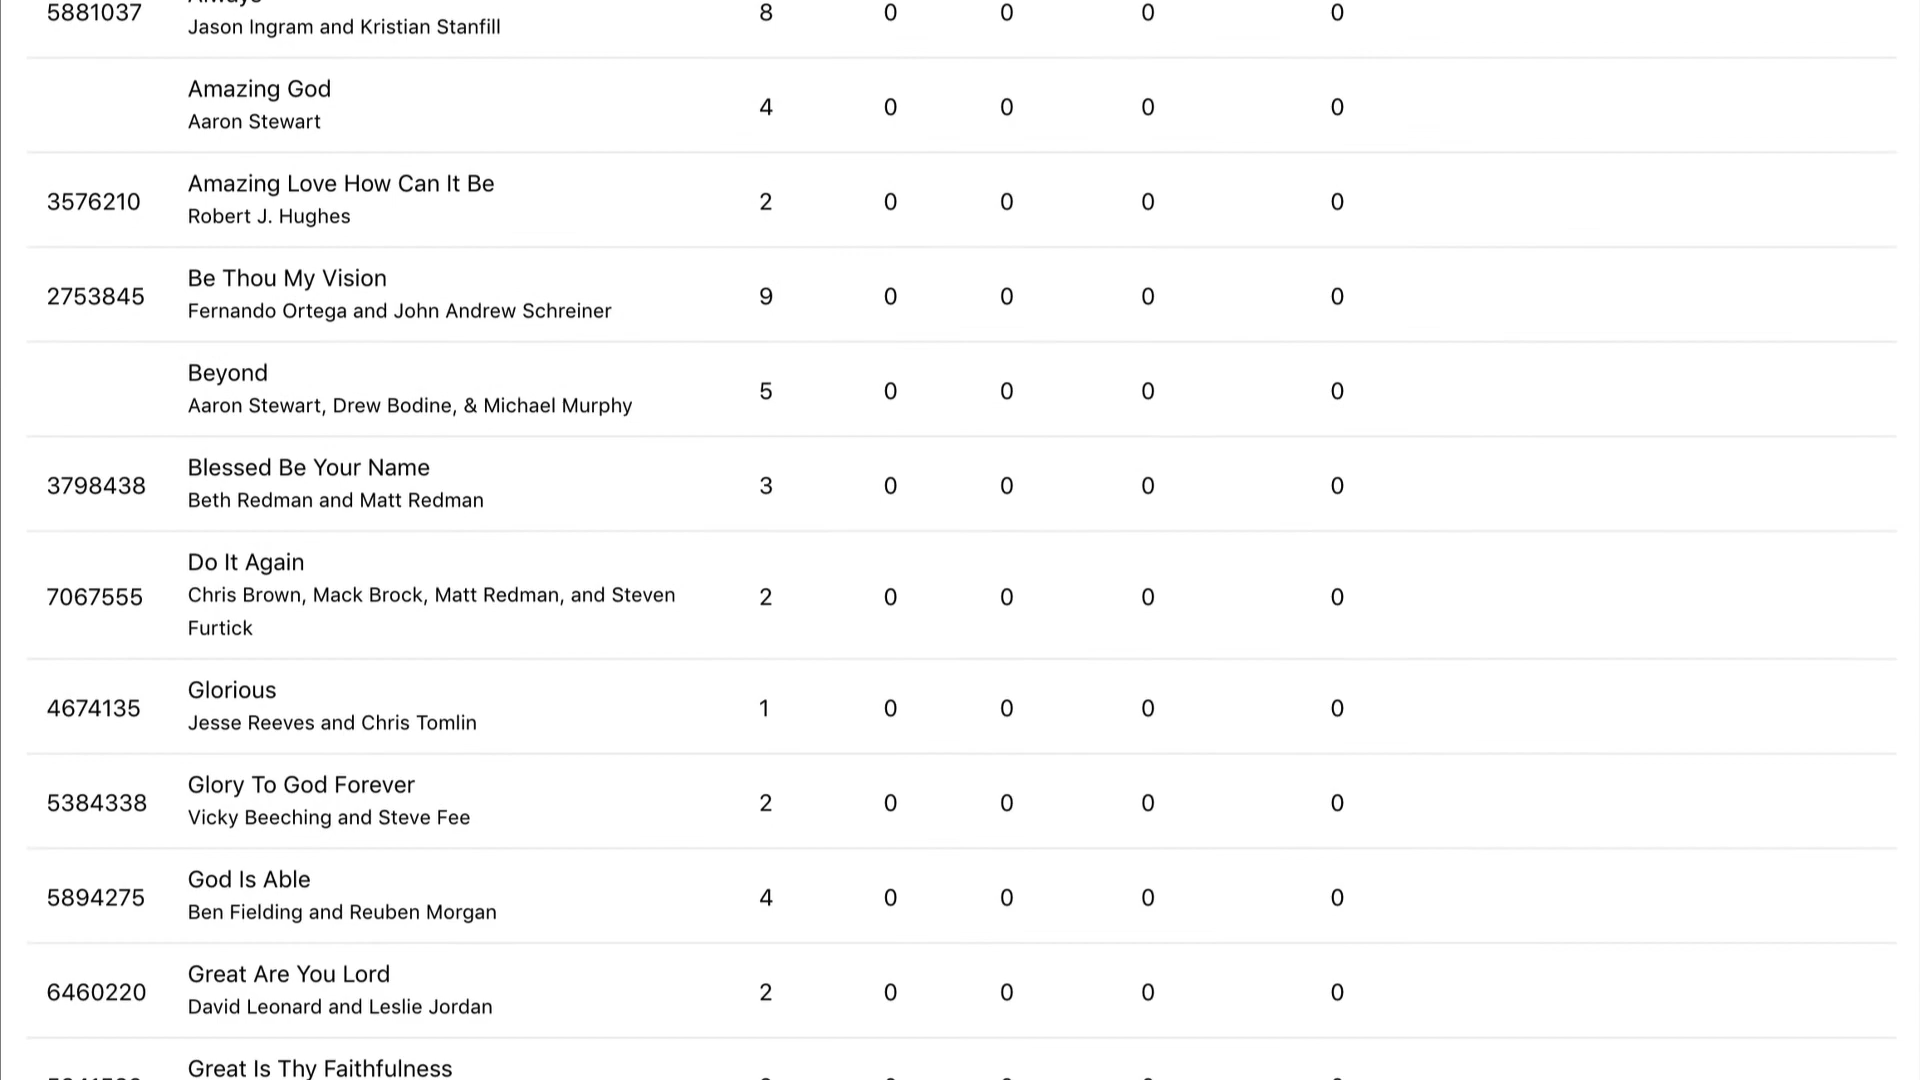 5881037 Jason Ingram and Kristian Stanfill 8 0 0 0 0
Amazing God
Aaron Stewart
4 0 0 0 0
3576210
Amazing Love How Can It Be
Robert J. Hughes
2 0 0 0 0
2753845
Be Thou My Vision
Fernando Ortega and John Andrew Schreiner
9 0 0 0 0
Beyond
Aaron Stewart, Drew Bodine, & Michael Murphy
5 0 0 0 0
3798438
Blessed Be Your Name
Beth Redman and Matt Redman
3 0 0 0 0
7067555
Do It Again
Chris Brown, Mack Brock, Matt Redman, and Steven
Furtick
2 0 0 0 0
4674135
Glorious
Jesse Reeves and Chris Tomlin
1 0 0 0 0
5384338
Glory To God Forever
Vicky Beeching and Steve Fee
2 0 0 0 0
5894275
God Is Able
Ben Fielding and Reuben Morgan
4 0 0 0 0
6460220
Great Are You Lord
David Leonard and Leslie Jordan
2 0 0 0 0
Great Is Thy Faithfulness